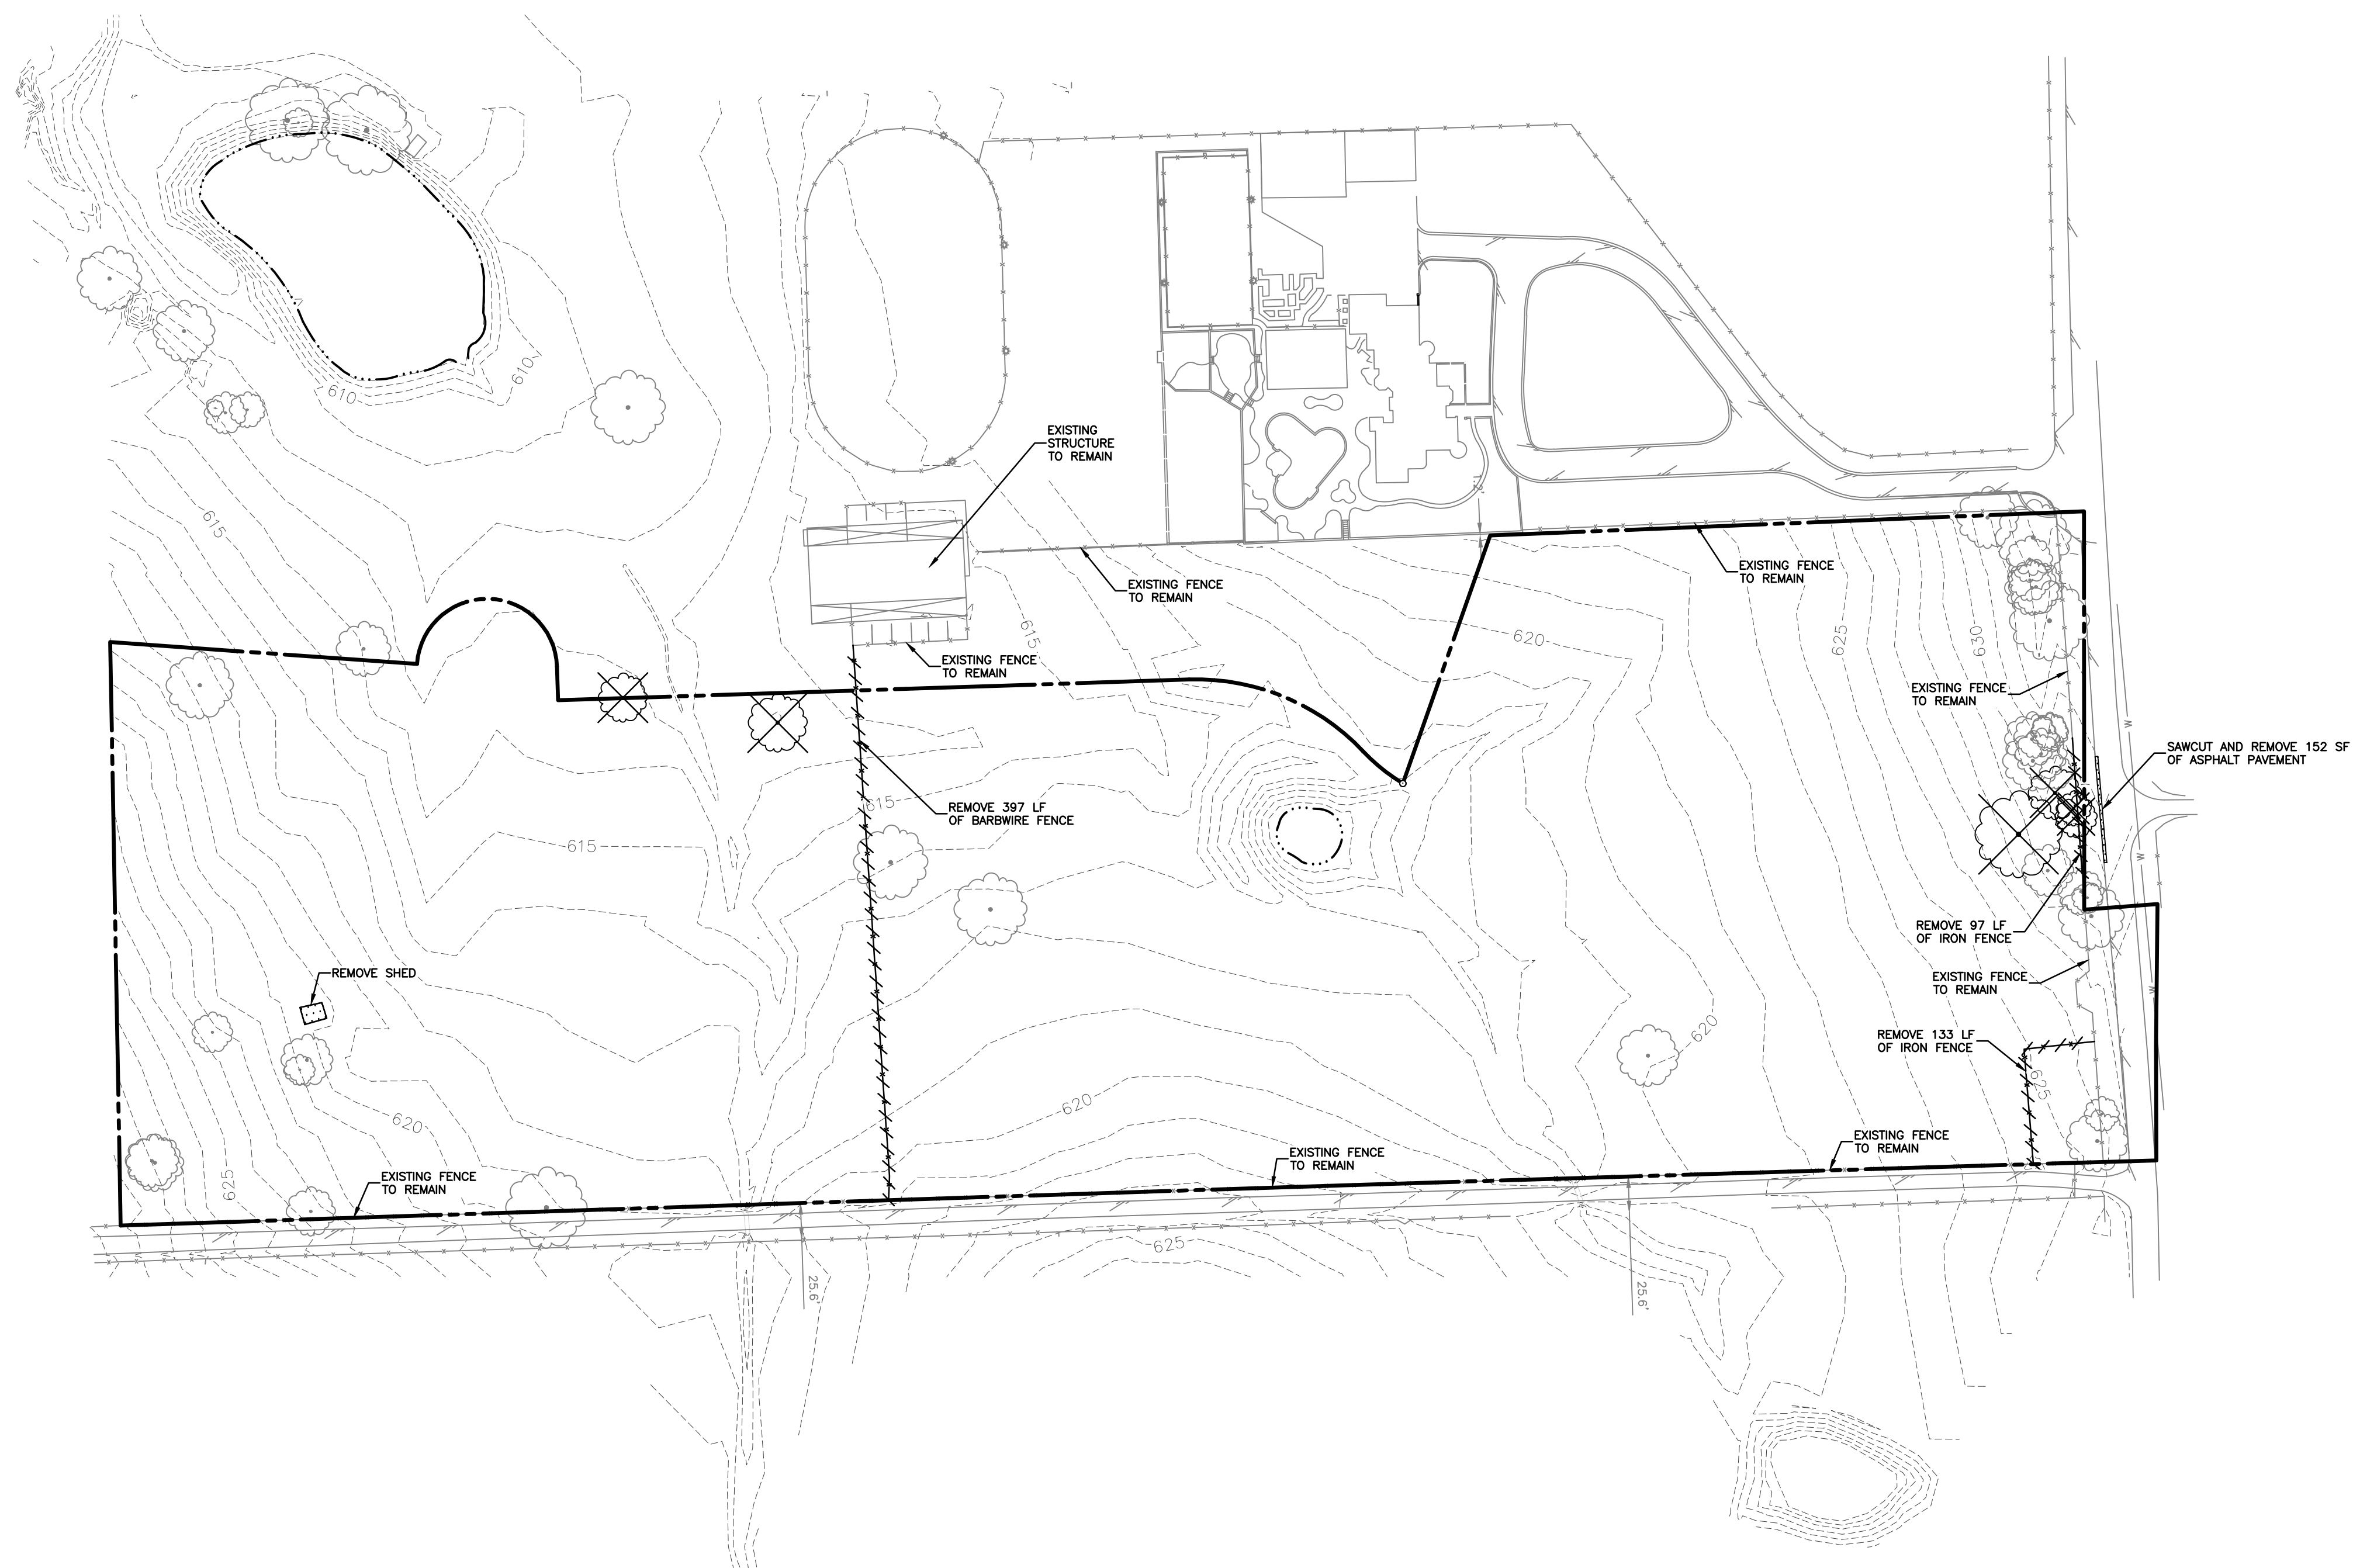 610
610
EXISTING
STRUCTURE
TO REMAIN
615
EXISTING FENCE
TO REMAIN
EXISTING FENCE
TO REMAIN
615
620
625
630
EXISTING FENCE
TO REMAIN
EXISTING FENCE
TO REMAIN
W
SAWCUT AND REMOVE 152 SF
OF ASPHALT PAVEMENT
615
REMOVE 397 LF
OF BARBWIRE FENCE
615
W
REMOVE 97 LF
OF IRON FENCE
REMOVE SHED
EXISTING FENCE
TO REMAIN
W
620
REMOVE 133 LF
OF IRON FENCE
625
620
620
EXISTING FENCE
TO REMAIN
EXISTING FENCE
TO REMAIN
EXISTING FENCE
TO REMAIN
625
625
25.6'
25.6'